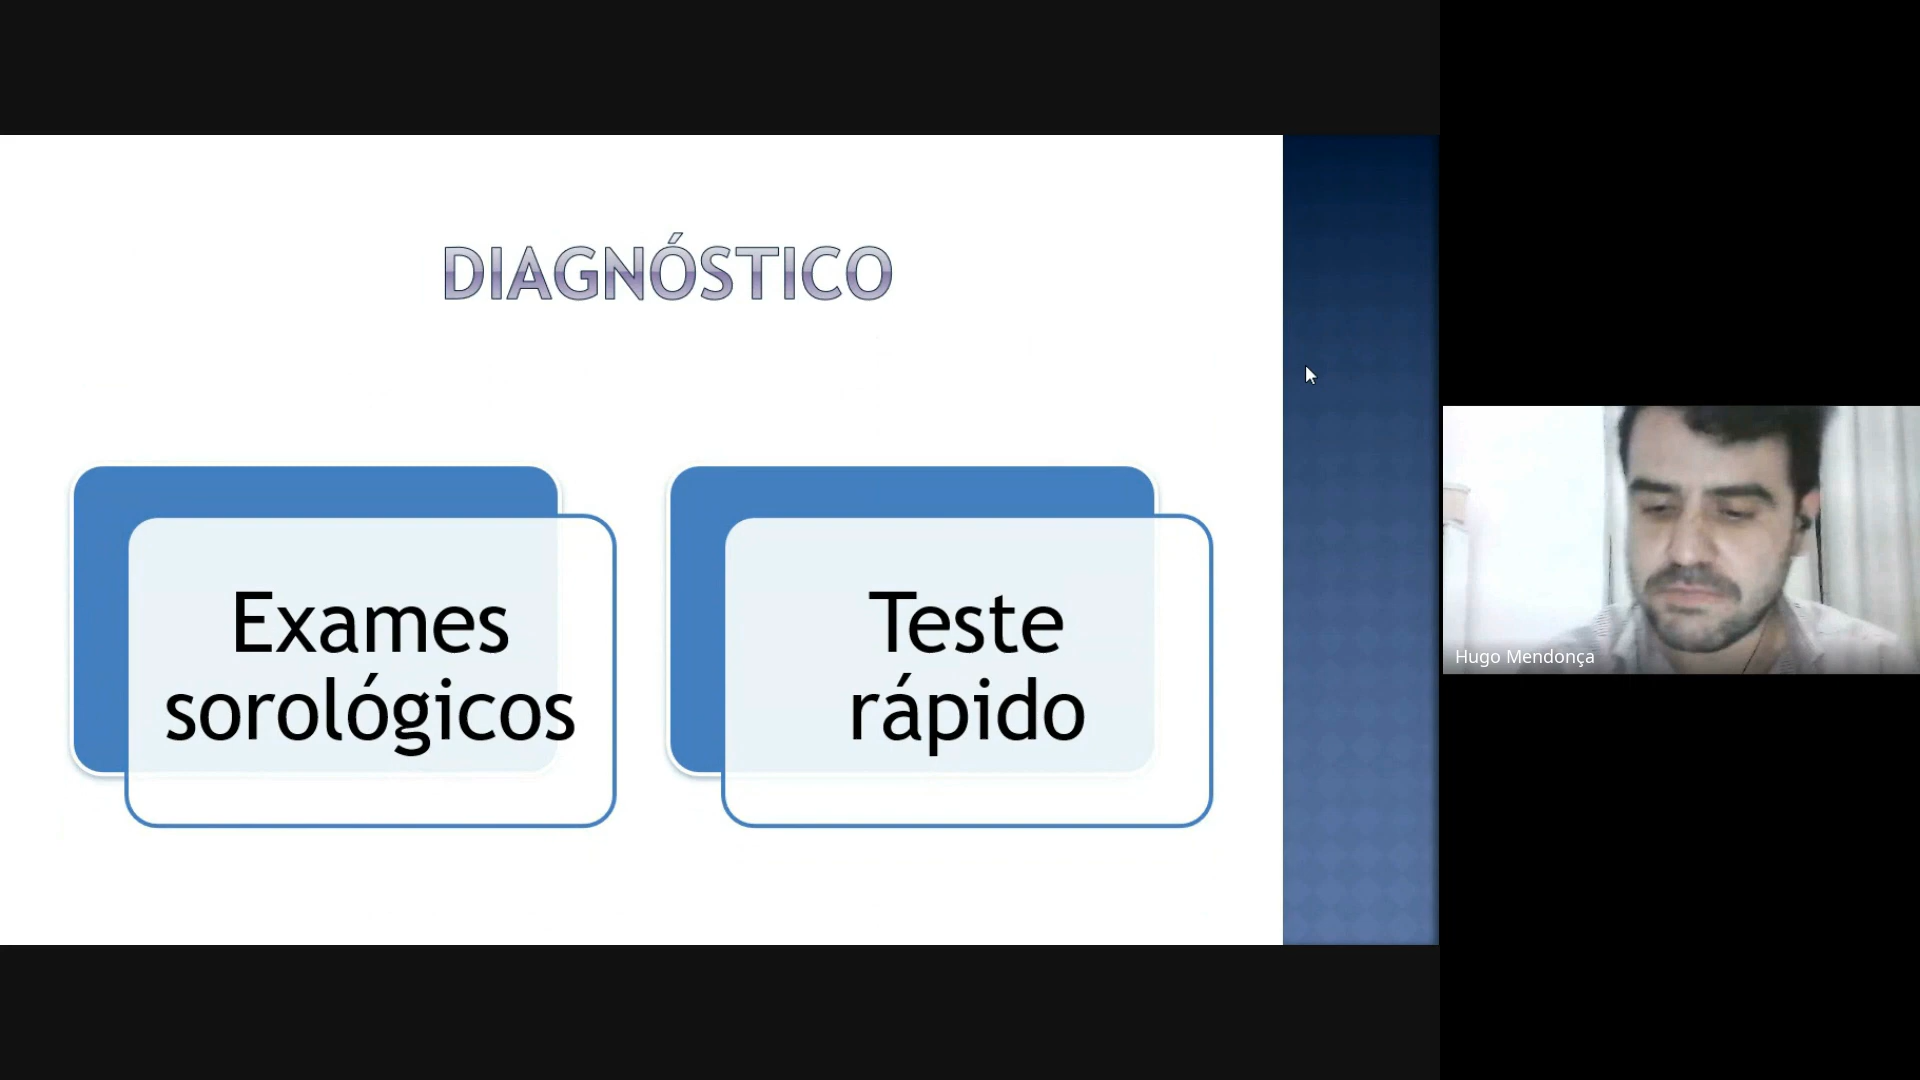 DIAGNÓSTICO
Exames
sorológicos
Teste
rápido
Hugo Mendonça